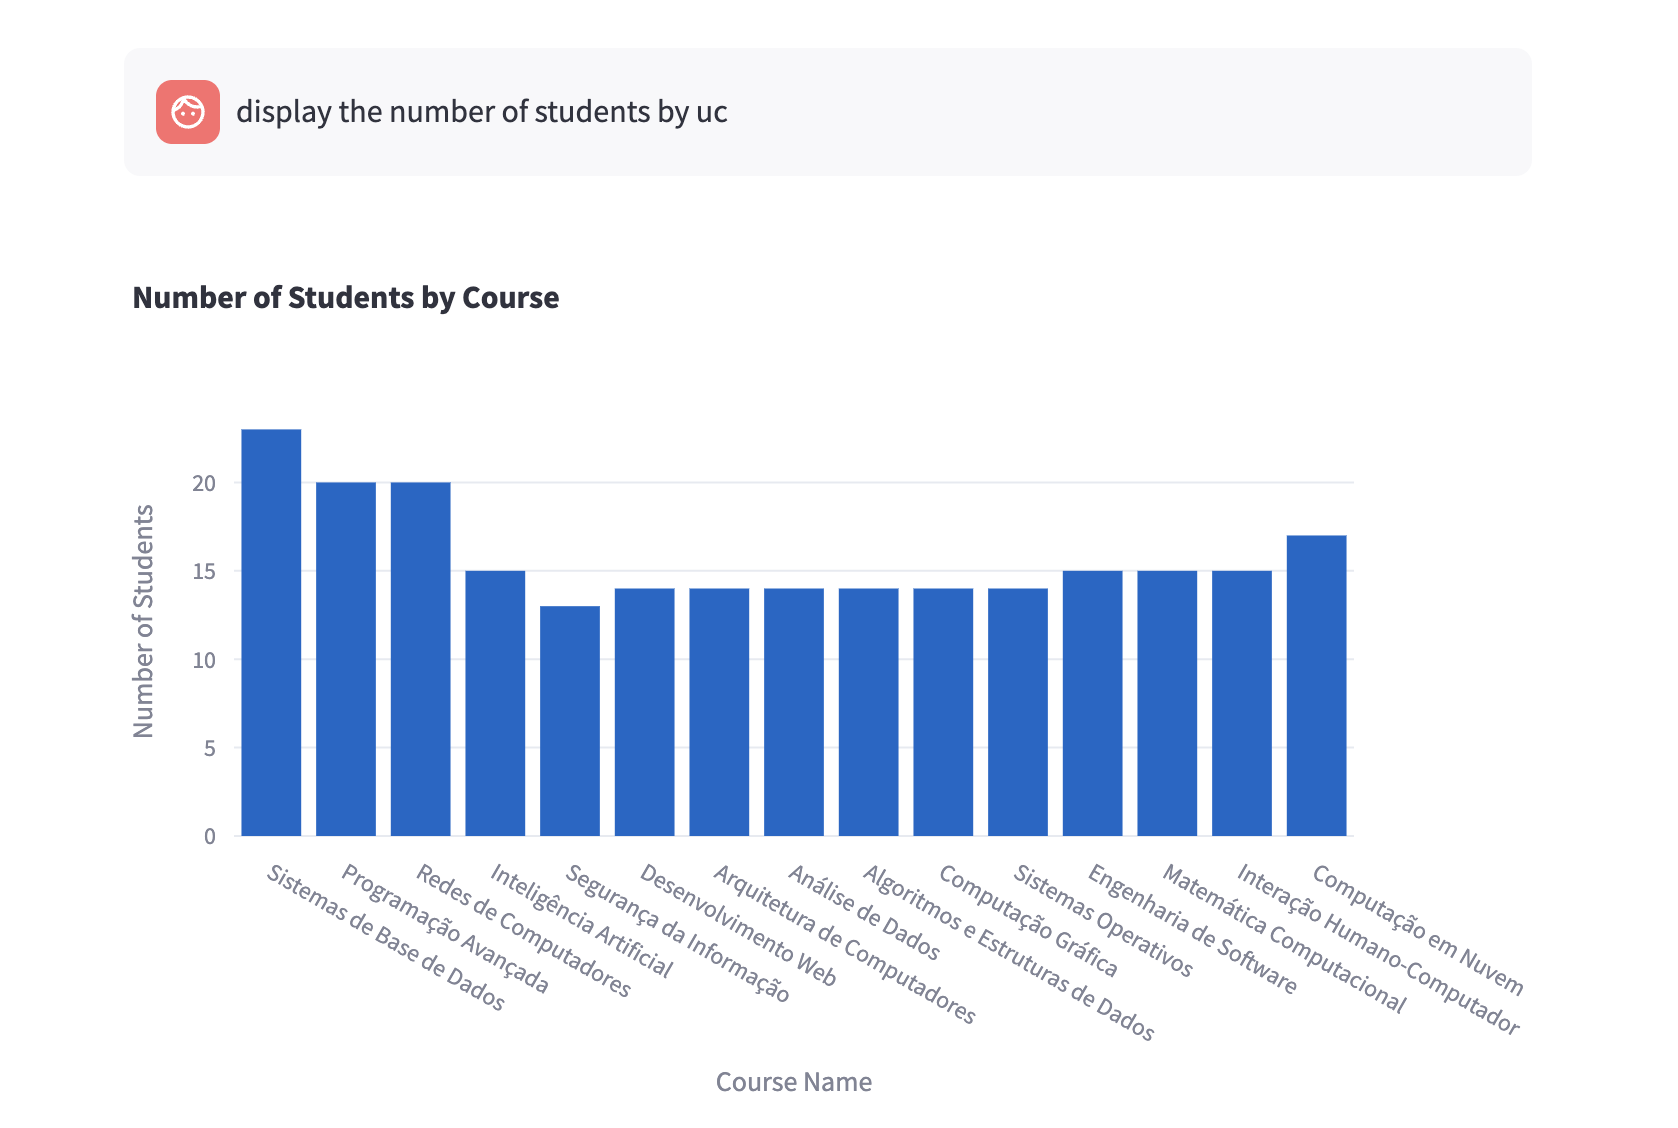 display the number of students by uc
Number of Students by Course
Number of Students
20
15
10
5
0
Sistemas de Base de Dados
Programação Avançada
Redes de Computadores
Inteligência Artificial
Segurança da Informação
Desenvolvimento Web
Arquitetura de Computadores
Análise de Dados
Algoritmos e Estruturas de Dados
Computação Gráfica
Sistemas Operativos
Engenharia de Software
Matemática Computacional
Interação Humano-Computador
Computação em Nuvem
Course Name